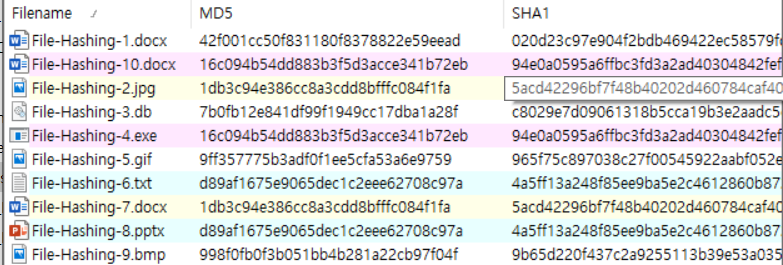 Filename MD5 SHA1
File-Hashing-1.docx 42f001cc50f831180f8378822e59eead 020d23c97e904f2bdb469422ec58579f
File-Hashing-10.docx 16c094b54dd883b3f5d3acce341b72eb 94e0a0595a6ffbc3fd3a2ad40304842fef
File-Hashing-2.jpg 1db3c94e386cc8a3cdd8bfffc084f1fa 5acd42296bf7f48b40202d460784caf40
File-Hashing-3.db 7b0fb12e841df99f1949cc17dba1a28f c8029e7d09061318b5cca19b3e2aadc5
File-Hashing-4.exe 16c094b54dd883b3f5d3acce341b72eb 94e0a0595a6ffbc3fd3a2ad40304842fef
File-Hashing-5.gif 9ff357775b3adf0f1ee5cfa53a6e9759 965f75c897038c27f00545922aabf052e
File-Hashing-6.txt d89af1675e9065dec1c2eee62708c97a 4a5ff13a248f85ee9ba5e2c4612860b87
File-Hashing-7.docx 1db3c94e386cc8a3cdd8bfffc084f1fa 5acd42296bf7f48b40202d460784caf40
File-Hashing-8.pptx d89af1675e9065dec1c2eee62708c97a 4a5ff13a248f85ee9ba5e2c4612860b87
File-Hashing-9.bmp 998f0fb0f3b051bb4b281a22cb97f04f 9b65d220f437c2a9255113b39e53a035